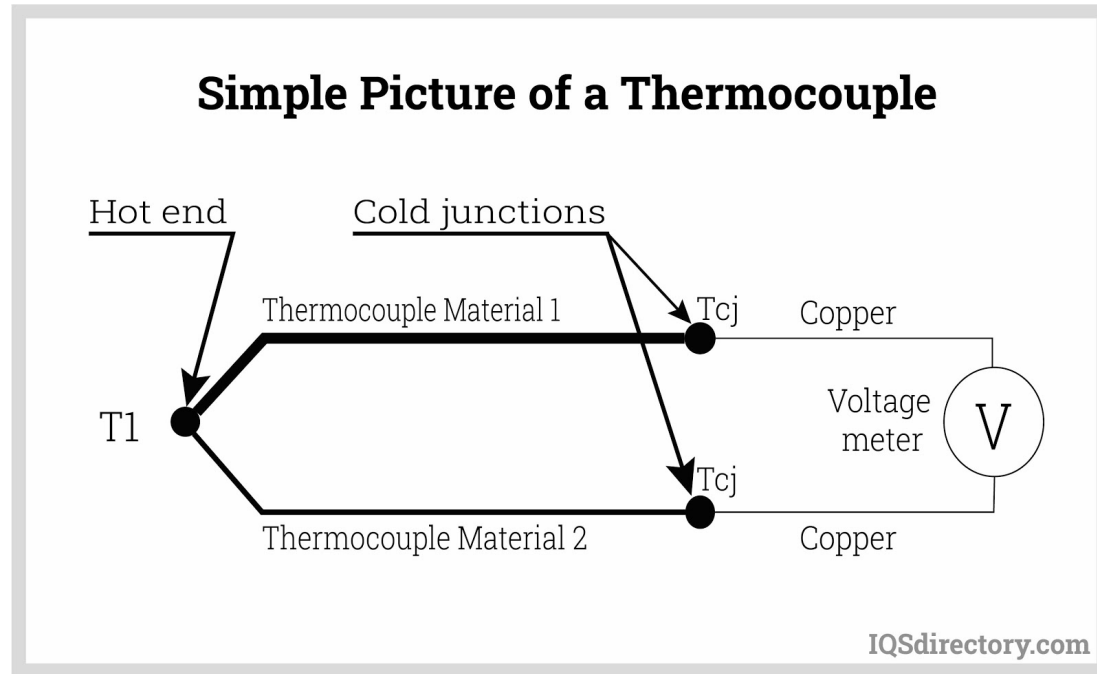 Simple Picture of a Thermocouple
Hot end
Cold junctions
Thermocouple Material 1
Tcj
Copper
T1
Voltage
meter
V
Tcj
Thermocouple Material 2
Copper
IQSdirectory.com